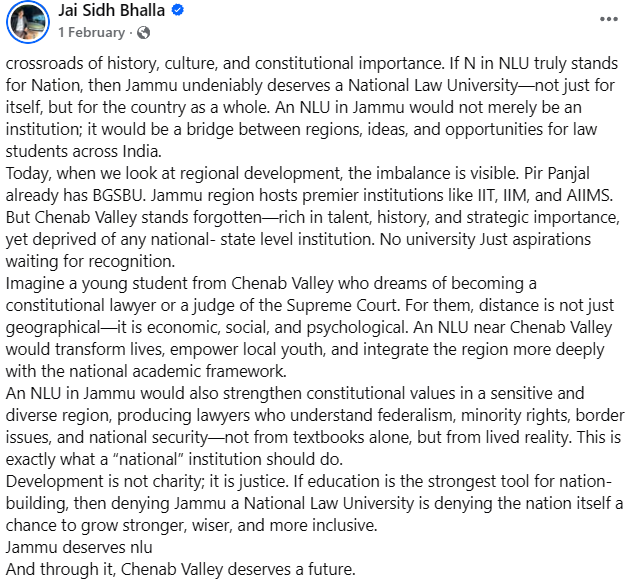 Jai Sidh Bhalla
1 February ·
crossroads of history, culture, and constitutional importance. If N in NLU truly stands
for Nation, then Jammu undeniably deserves a National Law University—not just for
itself, but for the country as a whole. An NLU in Jammu would not merely be an
institution; it would be a bridge between regions, ideas, and opportunities for law
students across India.
Today, when we look at regional development, the imbalance is visible. Pir Panjal
already has BGSBU. Jammu region hosts premier institutions like IIT, IIM, and AIIMS.
But Chenab Valley stands forgotten—rich in talent, history, and strategic importance,
yet deprived of any national- state level institution. No university Just aspirations
waiting for recognition.
Imagine a young student from Chenab Valley who dreams of becoming a
constitutional lawyer or a judge of the Supreme Court. For them, distance is not just
geographical—it is economic, social, and psychological. An NLU near Chenab Valley
would transform lives, empower local youth, and integrate the region more deeply
with the national academic framework.
An NLU in Jammu would also strengthen constitutional values in a sensitive and
diverse region, producing lawyers who understand federalism, minority rights, border
issues, and national security—not from textbooks alone, but from lived reality. This is
exactly what a “national” institution should do.
Development is not charity; it is justice. If education is the strongest tool for nation-
building, then denying Jammu a National Law University is denying the nation itself a
chance to grow stronger, wiser, and more inclusive.
Jammu deserves nlu
And through it, Chenab Valley deserves a future.